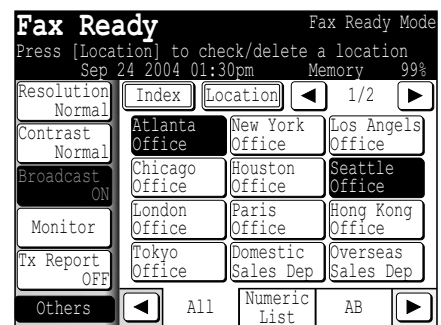 Fax Ready Fax Ready Mode
Press [Location] to check/delete a location
Sep 24 2004 01:30pm Memory 99%
Resolution
Normal
Index Location 1/2
Contrast
Normal
Atlanta Office
New York Office
Los Angels Office
Broadcast
ON
Chicago Office
Houston Office
Seattle Office
Monitor
London Office
Paris Office
Hong Kong Office
Tx Report
OFF
Tokyo Office
Domestic Sales Dep
Overseas Sales Dep
Others
All
Numeric List
AB